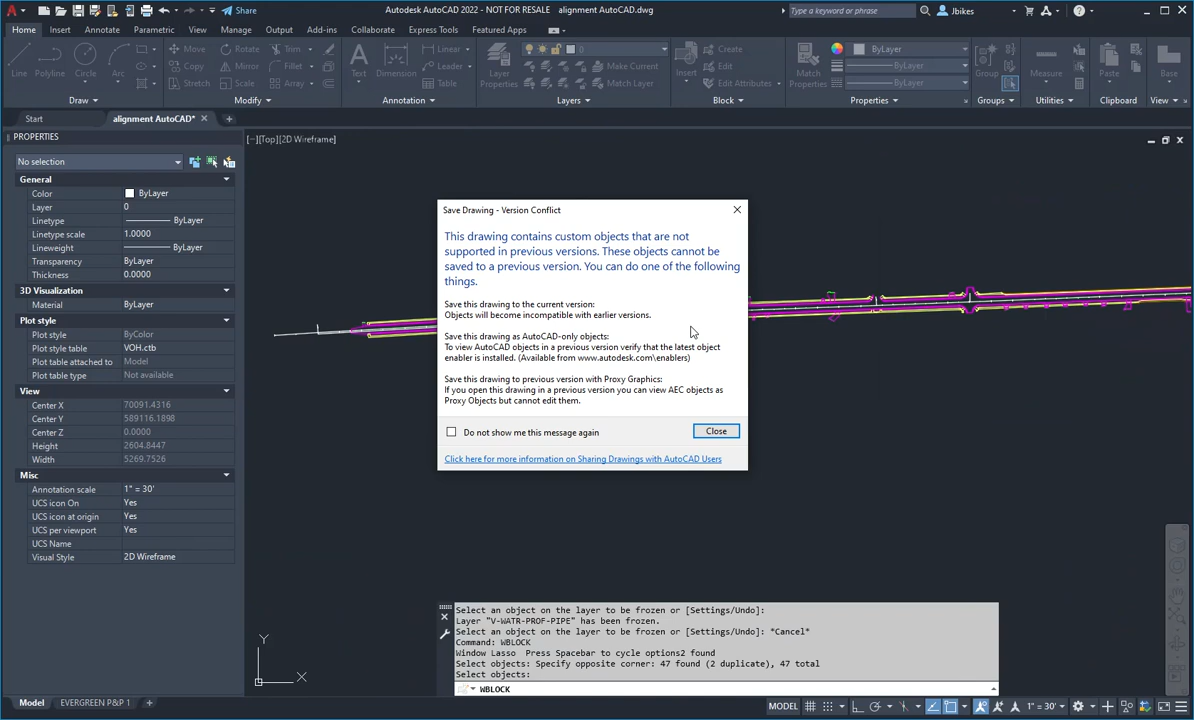 Share
Autodesk AutoCAD 2022 - NOT FOR RESALE alignment AutoCAD.dwg
Type a keyword or phrase
Jbikes
Home Insert Annotate Parametric View Manage Output Add-ins Collaborate Express Tools Featured Apps
Line Polyline Circle Arc
Move Rotate Trim
Copy Mirror Fillet
Stretch Scale Array
Text Dimension
Linear
Leader
Table
Layer
Properties
0
Make Current
Match Layer
Insert
Create
Edit
Edit Attributes
Match
Properties
ByLayer
ByLayer
ByLayer
Group
Measure
Paste
Base
Draw Modify Annotation Layers Block Properties Groups Utilities Clipboard View
Start alignment AutoCAD*
PROPERTIES
No selection
General
Color ByLayer
Layer 0
Linetype ByLayer
Linetype scale 1.0000
Lineweight ByLayer
Transparency ByLayer
Thickness 0.0000
3D Visualization
Material ByLayer
Plot style
Plot style ByColor
Plot style table VOH.ctb
Plot table attached to Model
Plot table type Not available
View
Center X 70091.4316
Center Y 589116.1898
Center Z 0.0000
Height 2604.8447
Width 5269.7526
Misc
Annotation scale 1" = 30'
UCS icon On Yes
UCS icon at origin Yes
UCS per viewport Yes
UCS Name
Visual Style 2D Wireframe
[−][Top][2D Wireframe]
Save Drawing - Version Conflict
This drawing contains custom objects that are not
supported in previous versions. These objects cannot be
saved to a previous version. You can do one of the following
things.
Save this drawing to the current version:
Objects will become incompatible with earlier versions.
Save this drawing as AutoCAD-only objects:
To view AutoCAD objects in a previous version verify that the latest object
enabler is installed. (Available from www.autodesk.com\enablers)
Save this drawing to previous version with Proxy Graphics:
If you open this drawing in a previous version you can view AEC objects as
Proxy Objects but cannot edit them.
Do not show me this message again
Close
Click here for more information on Sharing Drawings with AutoCAD Users
Y
X
Select an object on the layer to be frozen or [Settings/Undo]:
Layer "V-WATR-PROF-PIPE" has been frozen.
Select an object on the layer to be frozen or [Settings/Undo]: *Cancel*
Command: WBLOCK
Window Lasso  Press Spacebar to cycle options2 found
Select objects: Specify opposite corner: 47 found (2 duplicate), 47 total
Select objects:
WBLOCK
Model EVERGREEN P&P 1
MODEL
1" = 30'